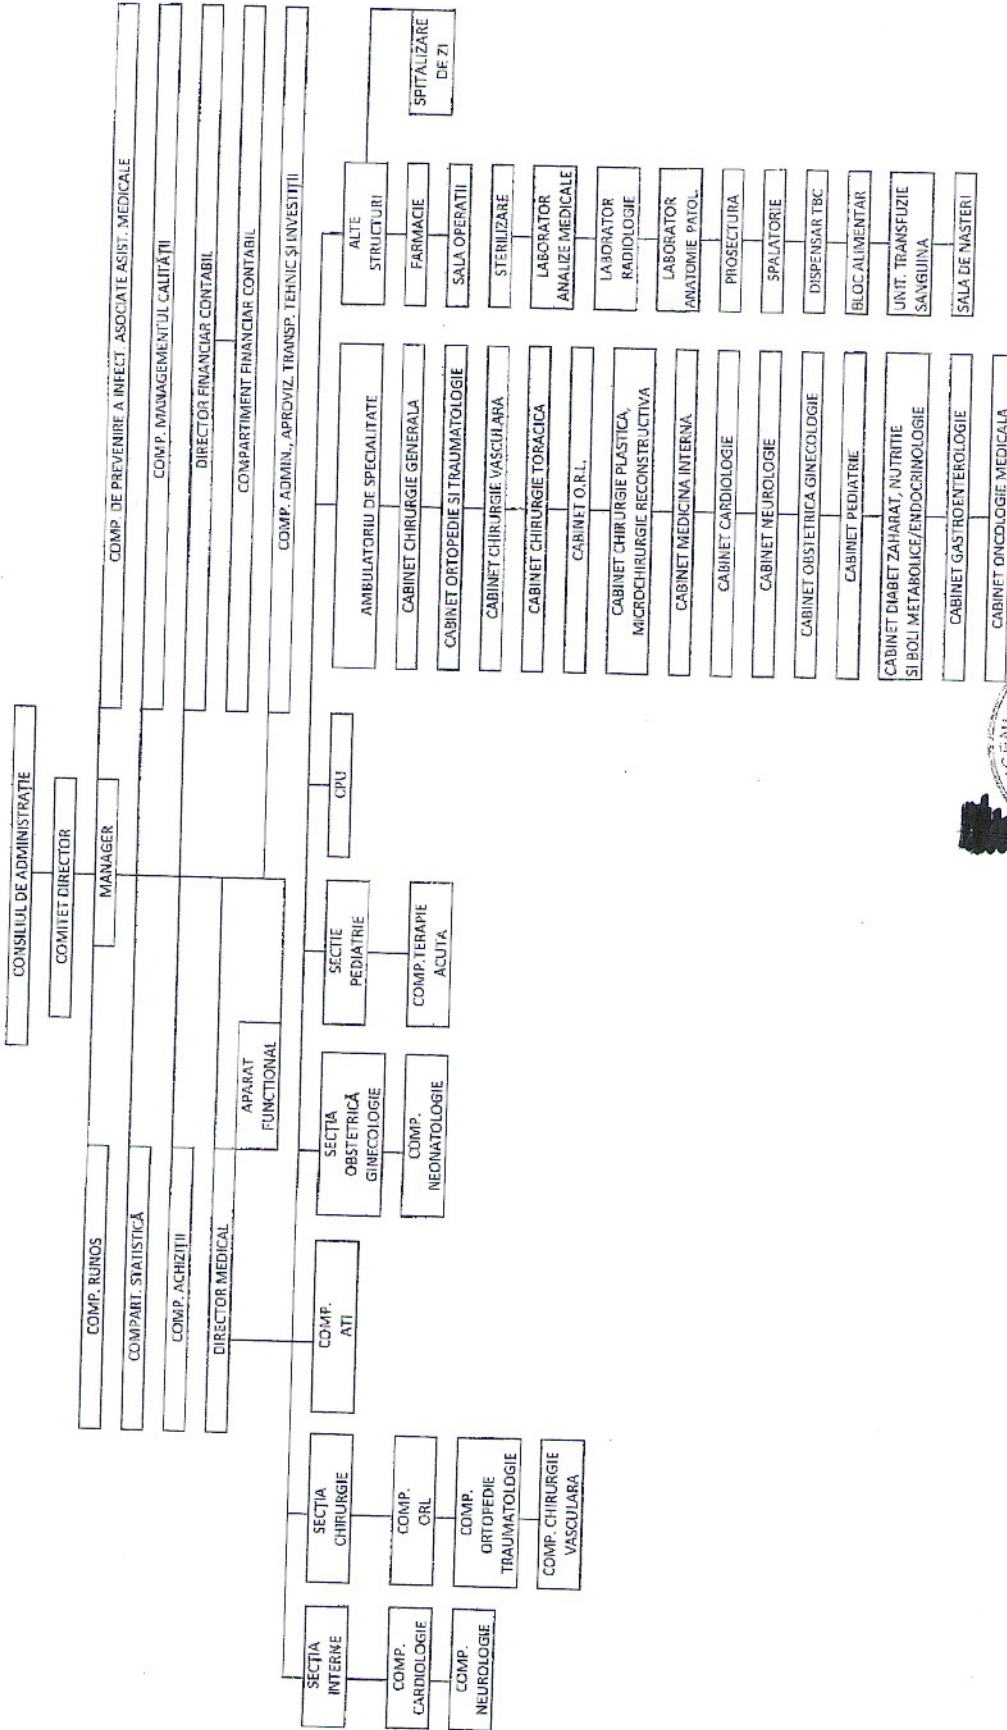 CONSILIUL DE ADMINISTRAȚIE
COMITET DIRECTOR
MANAGER
COMP. RUNOS
COMPART. STATISTICĂ
COMP. ACHIZIȚII
DIRECTOR MEDICAL
APARAT
FUNCTIONAL
COMP. DE PREVENIRE A INFECT. ASOCIATE ASIST. MEDICALE
COMP. MANAGEMENTUL CALITĂȚII
DIRECTOR FINANCIAR CONTABIL
COMPARTIMENT FINANCIAR CONTABIL
COMP. ADMIN., APROVIZ. TRANSP. TEHNIC ȘI INVESTIȚII
SECȚIA
INTERNE
COMP.
CARDIOLOGIE
COMP.
NEUROLOGIE
SECȚIA
CHIRURGIE
COMP.
ORL
COMP.
ORTOPEDIE
TRAUMATOLOGIE
COMP. CHIRURGIE
VASCULARA
COMP.
ATI
SECȚIA
OBSTETRICĂ
GINECOLOGIE
COMP.
NEONATOLOGIE
SECTIE
PEDIATRIE
COMP.TERAPIE
ACUTA
CPU
AMBULATORIU DE SPECIALITATE
CABINET CHIRURGIE GENERALA
CABINET ORTOPEDIE SI TRAUMATOLOGIE
CABINET CHIRURGIE VASCULARA
CABINET CHIRURGIE TORACICA
CABINET O.R.L.
CABINET CHIRURGIE PLASTICA,
MICROCHIRURGIE RECONSTRUCTIVA
CABINET MEDICINA INTERNA
CABINET CARDIOLOGIE
CABINET NEUROLOGIE
CABINET OBSTETRICA GINECOLOGIE
CABINET PEDIATRIE
CABINET DIABET ZAHARAT, NUTRITIE
SI BOLI METABOLICE/ENDOCRINOLOGIE
CABINET GASTROENTEROLOGIE
CABINET ONCOLOGIE MEDICALA
ALTE
STRUCTURI
FARMACIE
SALA OPERATII
STERILIZARE
LABORATOR
ANALIZE MEDICALE
LABORATOR
RADIOLOGIE
LABORATOR
ANATOMIE PATOL.
PROSECTURA
SPALATORIE
DISPENSAR TBC
BLOC ALIMENTAR
UNIT. TRANSFUZIE
SANGUINA
SALA DE NASTERI
SPITALIZARE
DE ZI